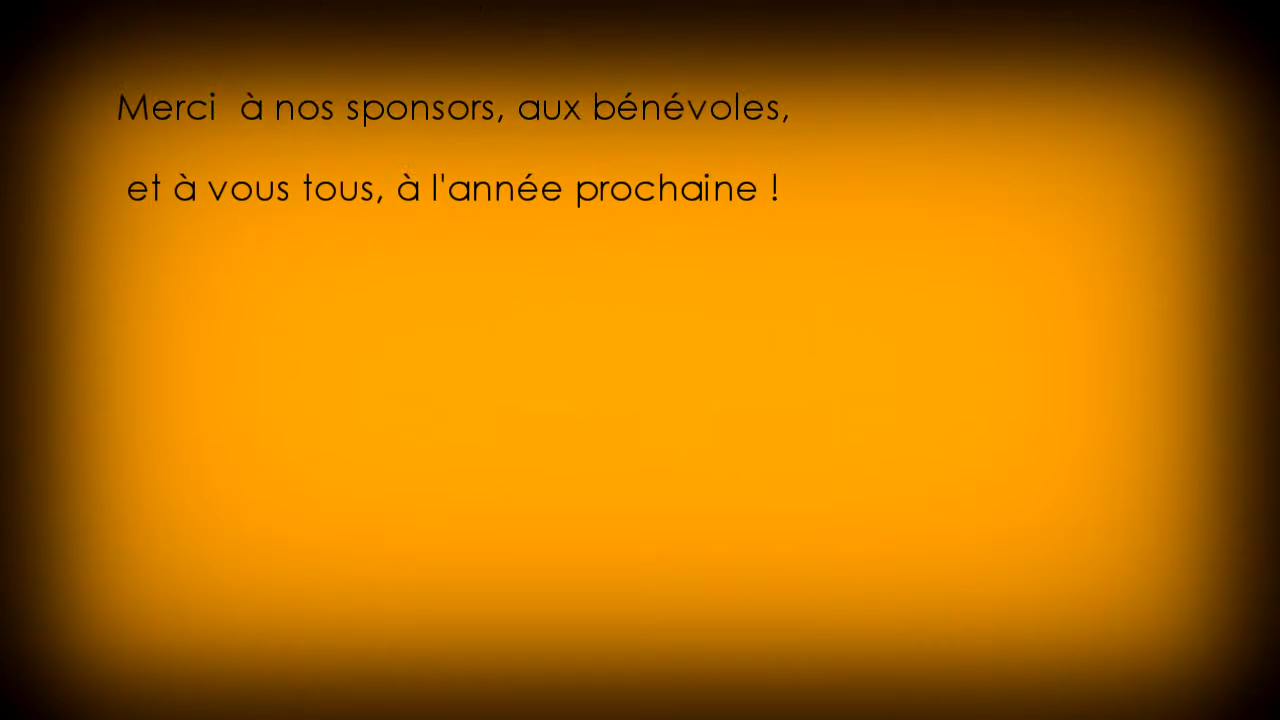 Merci  à nos sponsors, aux bénévoles,
et à vous tous, à l'année prochaine !